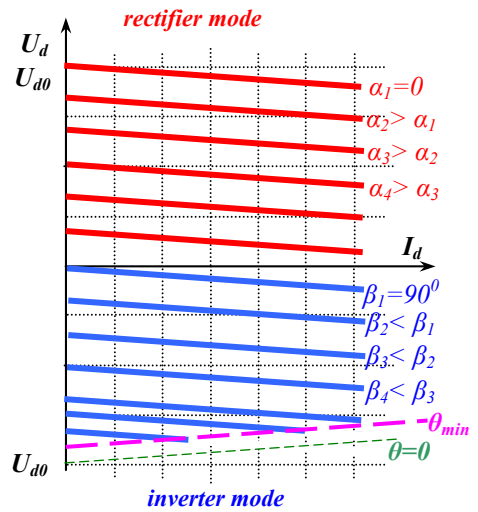 rectifier mode
U_d
U_d0
α_1=0
α_2> α_1
α_3> α_2
α_4> α_3
I_d
β_1=90^0
β_2< β_1
β_3< β_2
β_4< β_3
θ_min
θ=0
U_d0
inverter mode